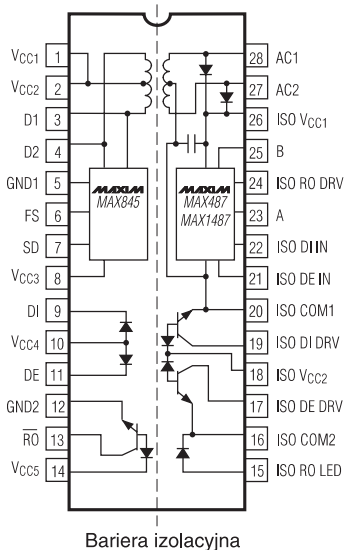 VCC1 1
VCC2 2
D1 3
D2 4
GND1 5
FS 6
SD 7
VCC3 8
DI 9
VCC4 10
DE 11
GND2 12
R̅O̅ 13
VCC5 14
MAXIM
MAX845
MAXIM
MAX487
MAX1487
28 AC1
27 AC2
26 ISO VCC1
25 B
24 ISO RO DRV
23 A
22 ISO DI IN
21 ISO DE IN
20 ISO COM1
19 ISO DI DRV
18 ISO VCC2
17 ISO DE DRV
16 ISO COM2
15 ISO RO LED
Bariera izolacyjna